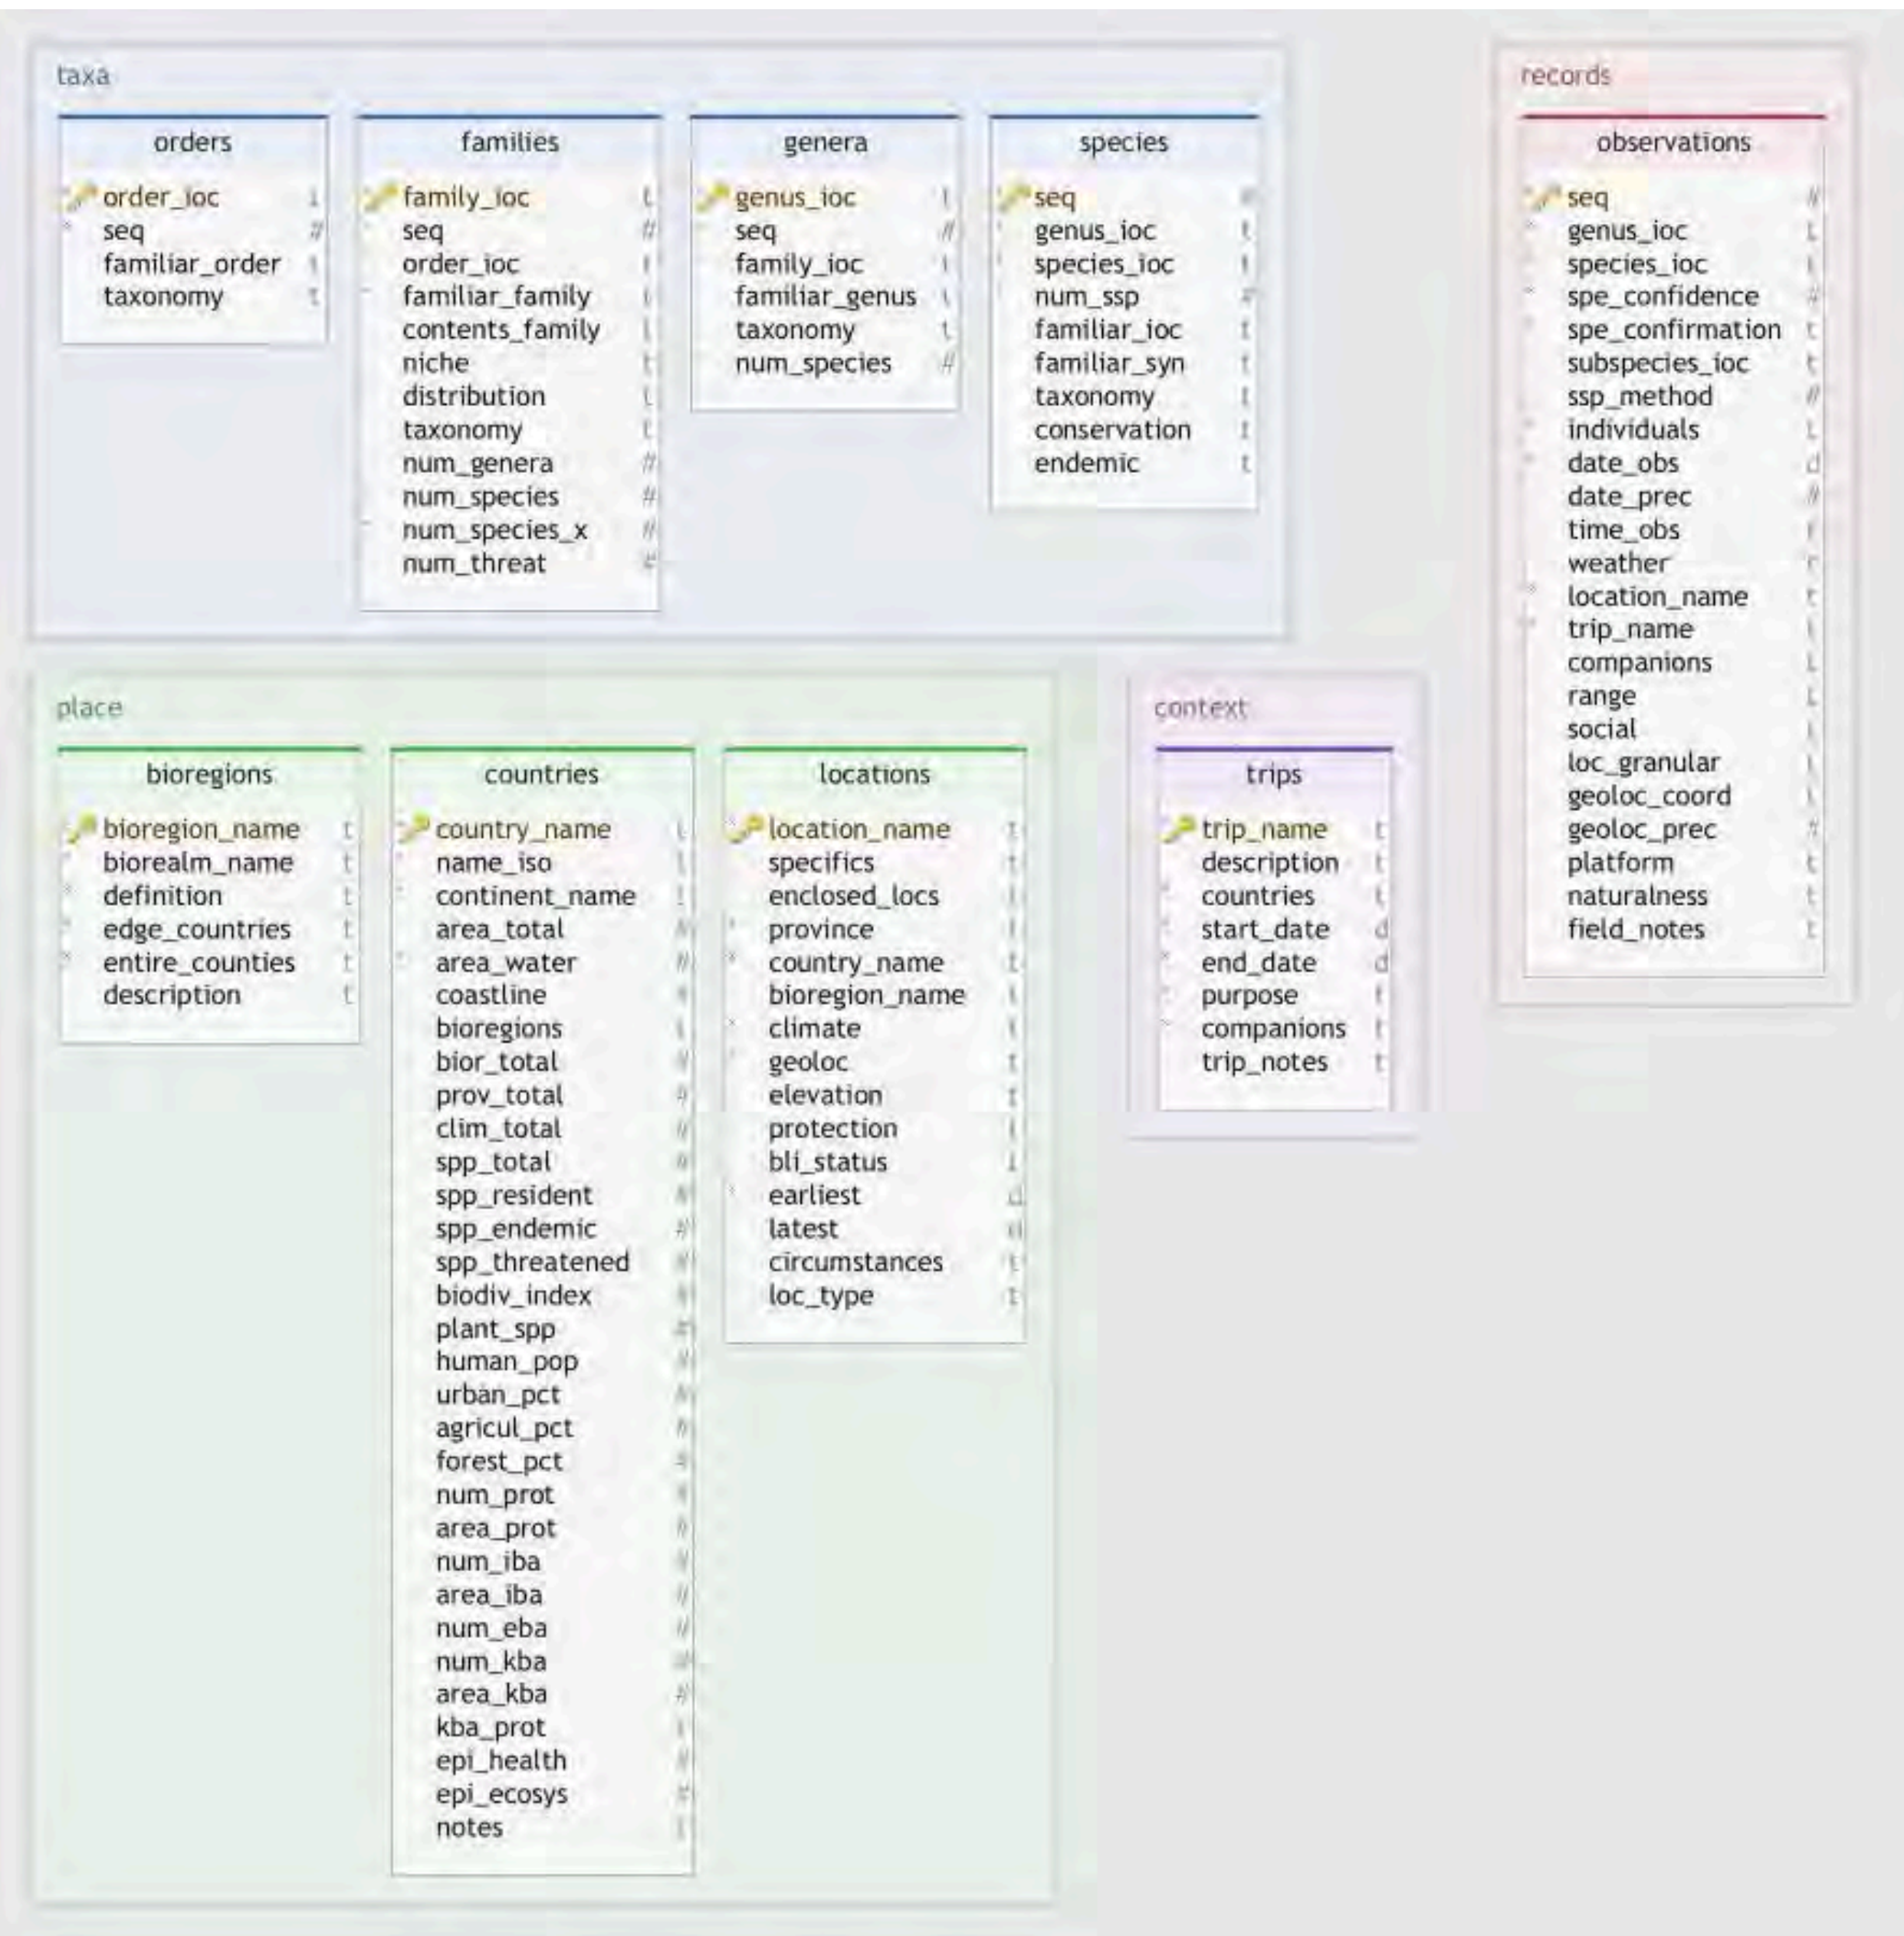 taxa
orders
order_ioc
seq
familiar_order
taxonomy
families
family_ioc
seq
order_ioc
familiar_family
contents_family
niche
distribution
taxonomy
num_genera
num_species
num_species_x
num_threat
genera
genus_ioc
seq
family_ioc
familiar_genus
taxonomy
num_species
species
seq
genus_ioc
species_ioc
num_ssp
familiar_ioc
familiar_syn
taxonomy
conservation
endemic
records
observations
seq
genus_ioc
species_ioc
spe_confidence
spe_confirmation
subspecies_ioc
ssp_method
individuals
date_obs
date_prec
time_obs
weather
location_name
trip_name
companions
range
social
loc_granular
geoloc_coord
geoloc_prec
platform
naturalness
field_notes
place
bioregions
bioregion_name
biorealm_name
definition
edge_countries
entire_counties
description
countries
country_name
name_iso
continent_name
area_total
area_water
coastline
bioregions
bior_total
prov_total
clim_total
spp_total
spp_resident
spp_endemic
spp_threatened
biodiv_index
plant_spp
human_pop
urban_pct
agricul_pct
forest_pct
num_prot
area_prot
num_iba
area_iba
num_eba
num_kba
area_kba
kba_prot
epi_health
epi_ecosys
notes
locations
location_name
specifics
enclosed_locs
province
country_name
bioregion_name
climate
geoloc
elevation
protection
bli_status
earliest
latest
circumstances
loc_type
context
trips
trip_name
description
countries
start_date
end_date
purpose
companions
trip_notes